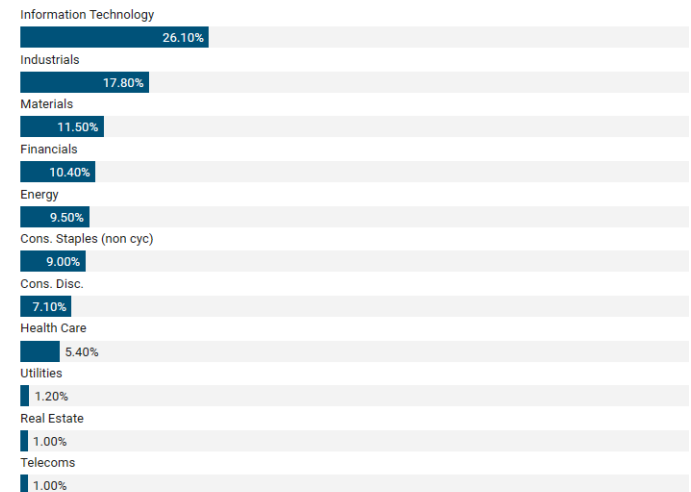 Information Technology
26.10%
Industrials
17.80%
Materials
11.50%
Financials
10.40%
Energy
9.50%
Cons. Staples (non cyc)
9.00%
Cons. Disc.
7.10%
Health Care
5.40%
Utilities
1.20%
Real Estate
1.00%
Telecoms
1.00%